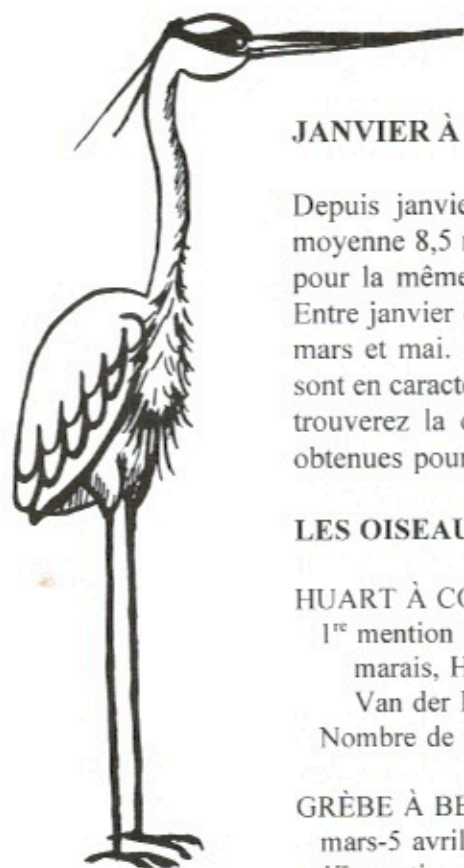 JANVIER À
Depuis janvie
moyenne 8,5
pour la même
Entre janvier
mars et mai.
sont en caract
trouverez la
obtenues pour
LES OISEAU
HUART À CO
1re mention
marais, H
Van der
Nombre de
GRÈBE À BE
mars-5 avril